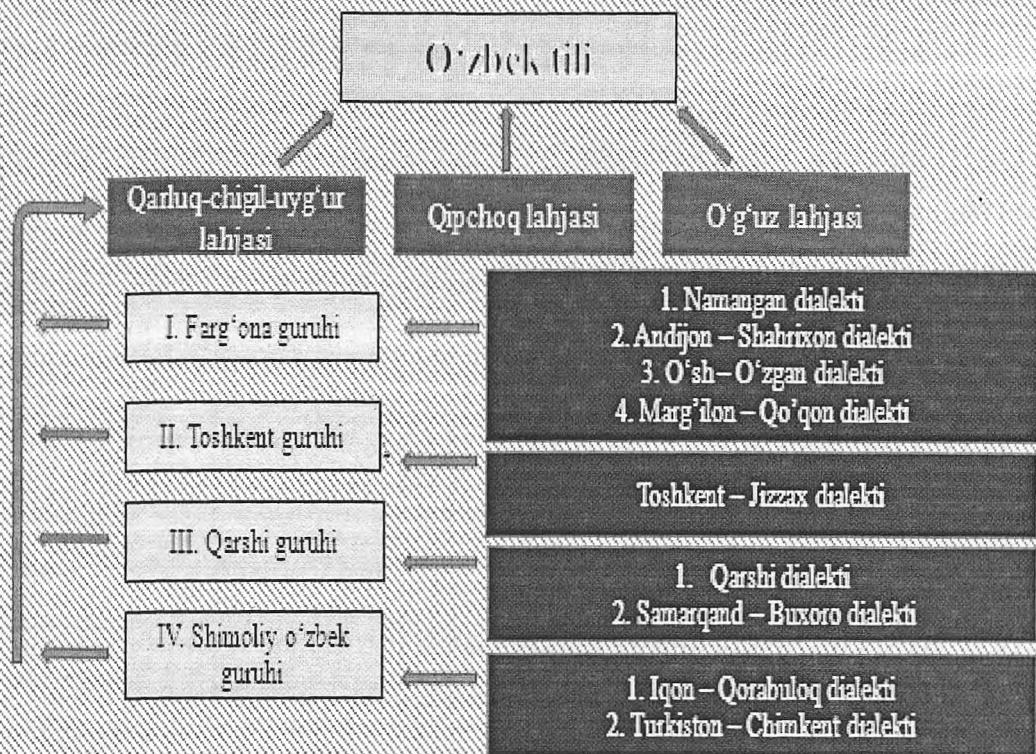 O‘zbek tili
Qarluq-chigil-uyg‘ur
lahjasi
Qipchoq lahjasi
O‘g‘uz lahjasi
I. Farg‘ona guruhi
1. Namangan dialekti
2. Andijon – Shahrixon dialekti
3. O‘sh – O‘zgan dialekti
4. Marg’ilon – Qo’qon dialekti
II. Toshkent guruhi
Toshkent – Jizzax dialekti
III. Qarshi guruhi
1. Qarshi dialekti
2. Samarqand – Buxoro dialekti
IV. Shimoliy o‘zbek
guruhi
1. Iqon – Qorabuloq dialekti
2. Turkiston – Chimkent dialekti